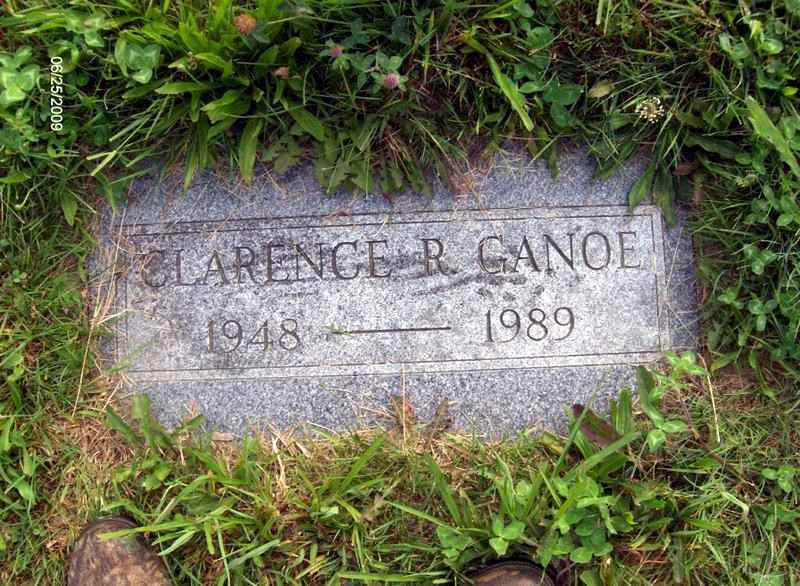 06/25/2009
CLARENCE R. GANOE
1948 — 1989